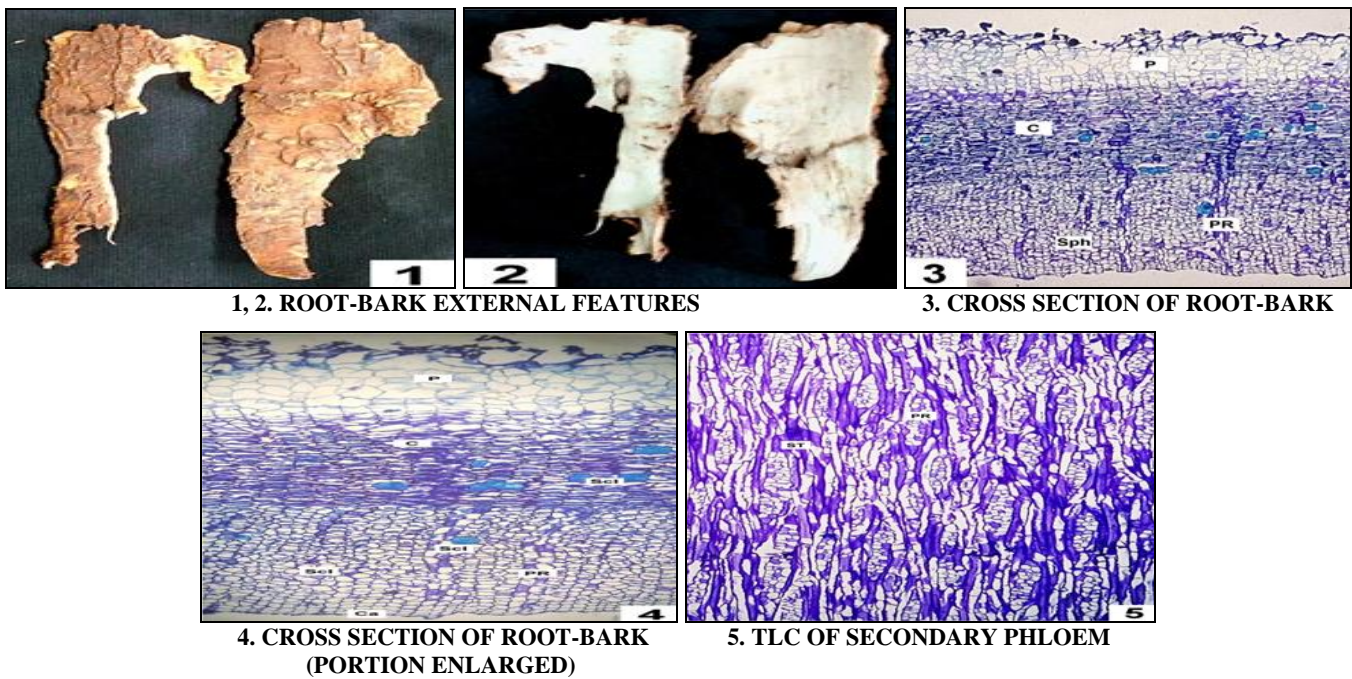 1
2
P
C
PR
Sph
3
1, 2. ROOT-BARK EXTERNAL FEATURES
3. CROSS SECTION OF ROOT-BARK
P
C
Scl
Scl
Scl
PR
Ca
4
PR
ST
5
4. CROSS SECTION OF ROOT-BARK
(PORTION ENLARGED)
5. TLC OF SECONDARY PHLOEM